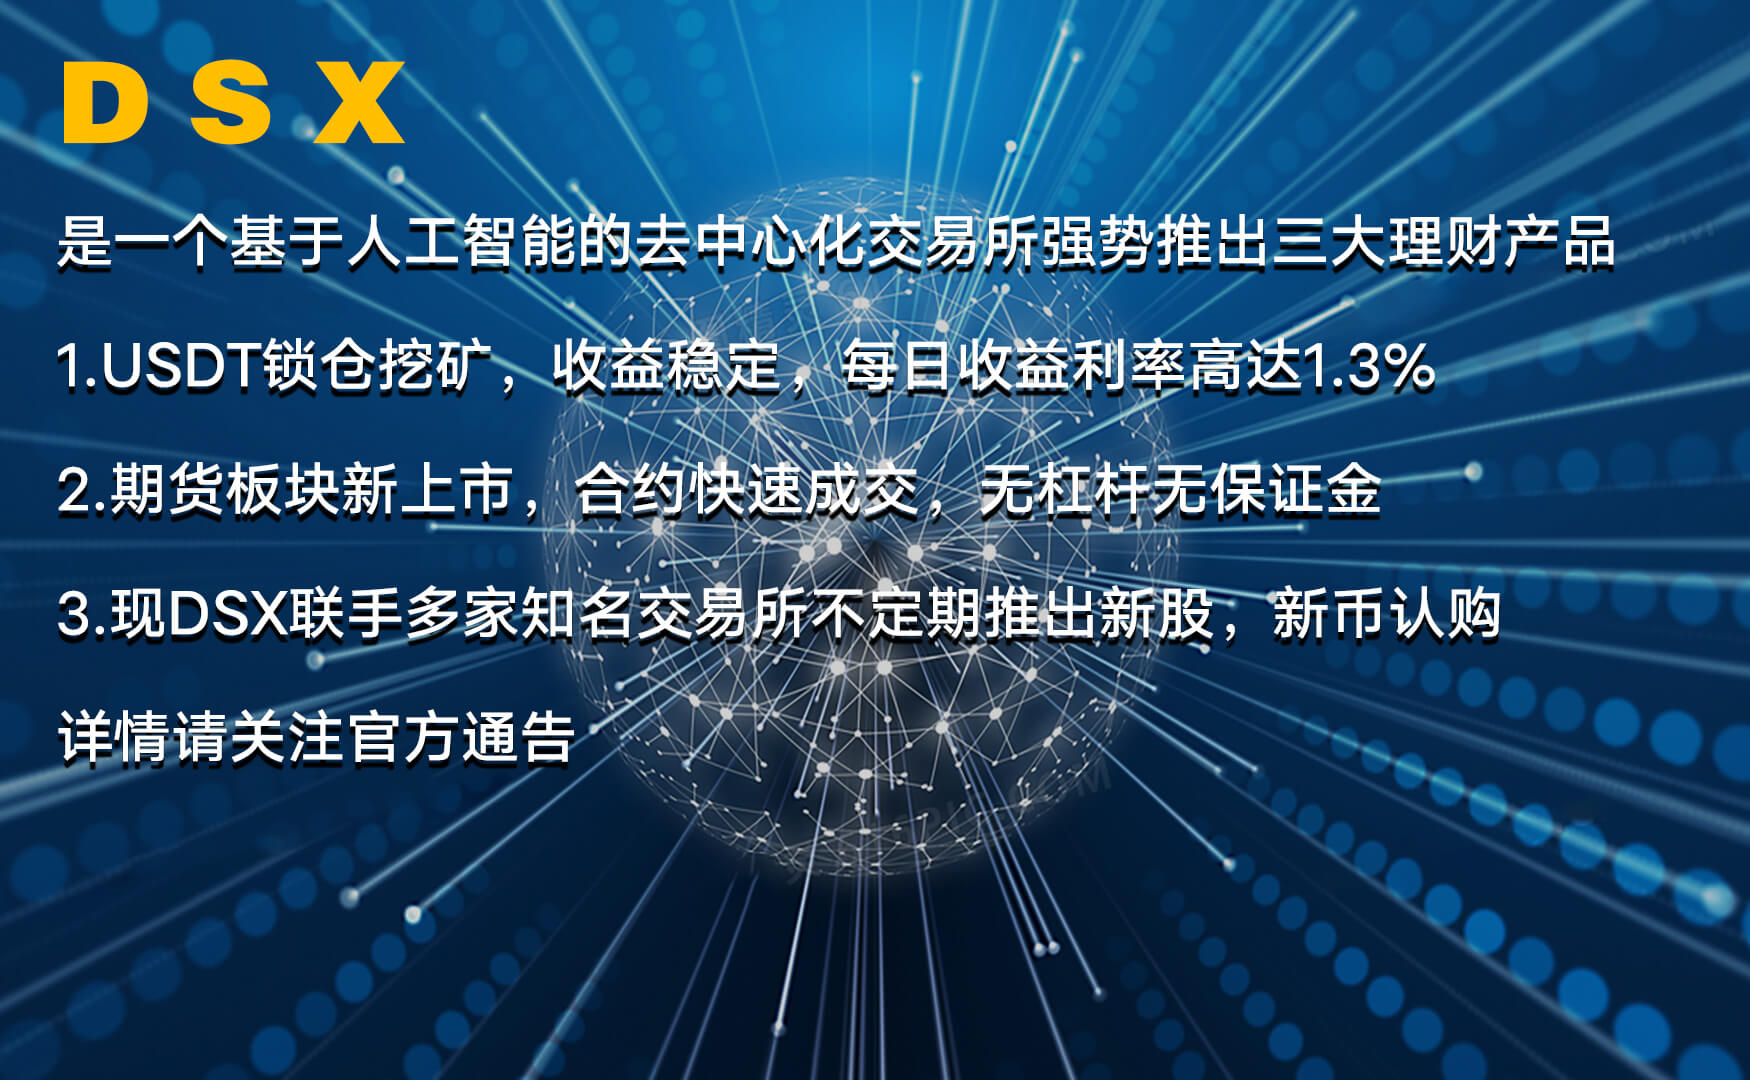 DSX
是一个基于人工智能的去中心化交易所强势推出三大理财产品
1.USDT锁仓挖矿，收益稳定，每日收益利率高达1.3%
2.期货板块新上市，合约快速成交，无杠杆无保证金
3.现DSX联手多家知名交易所不定期推出新股，新币认购
详情请关注官方通告